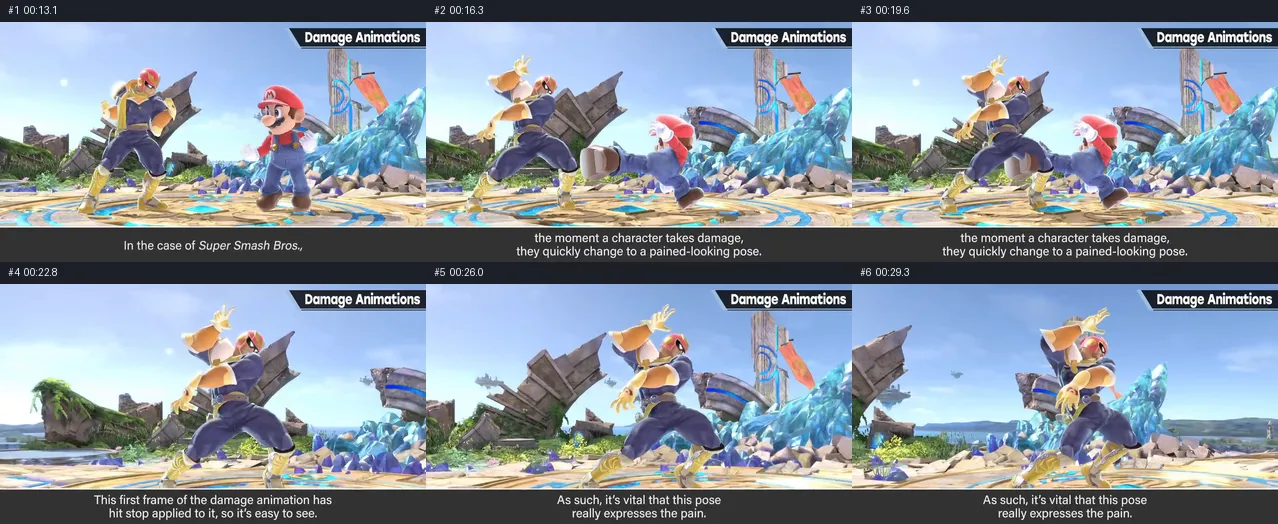 #1 00:13.1
Damage Animations
In the case of Super Smash Bros.,
#2 00:16.3
Damage Animations
the moment a character takes damage,
they quickly change to a pained-looking pose.
#3 00:19.6
Damage Animations
the moment a character takes damage,
they quickly change to a pained-looking pose.
#4 00:22.8
Damage Animations
This first frame of the damage animation has
hit stop applied to it, so it's easy to see.
#5 00:26.0
Damage Animations
As such, it's vital that this pose
really expresses the pain.
#6 00:29.3
Damage Animations
As such, it's vital that this pose
really expresses the pain.